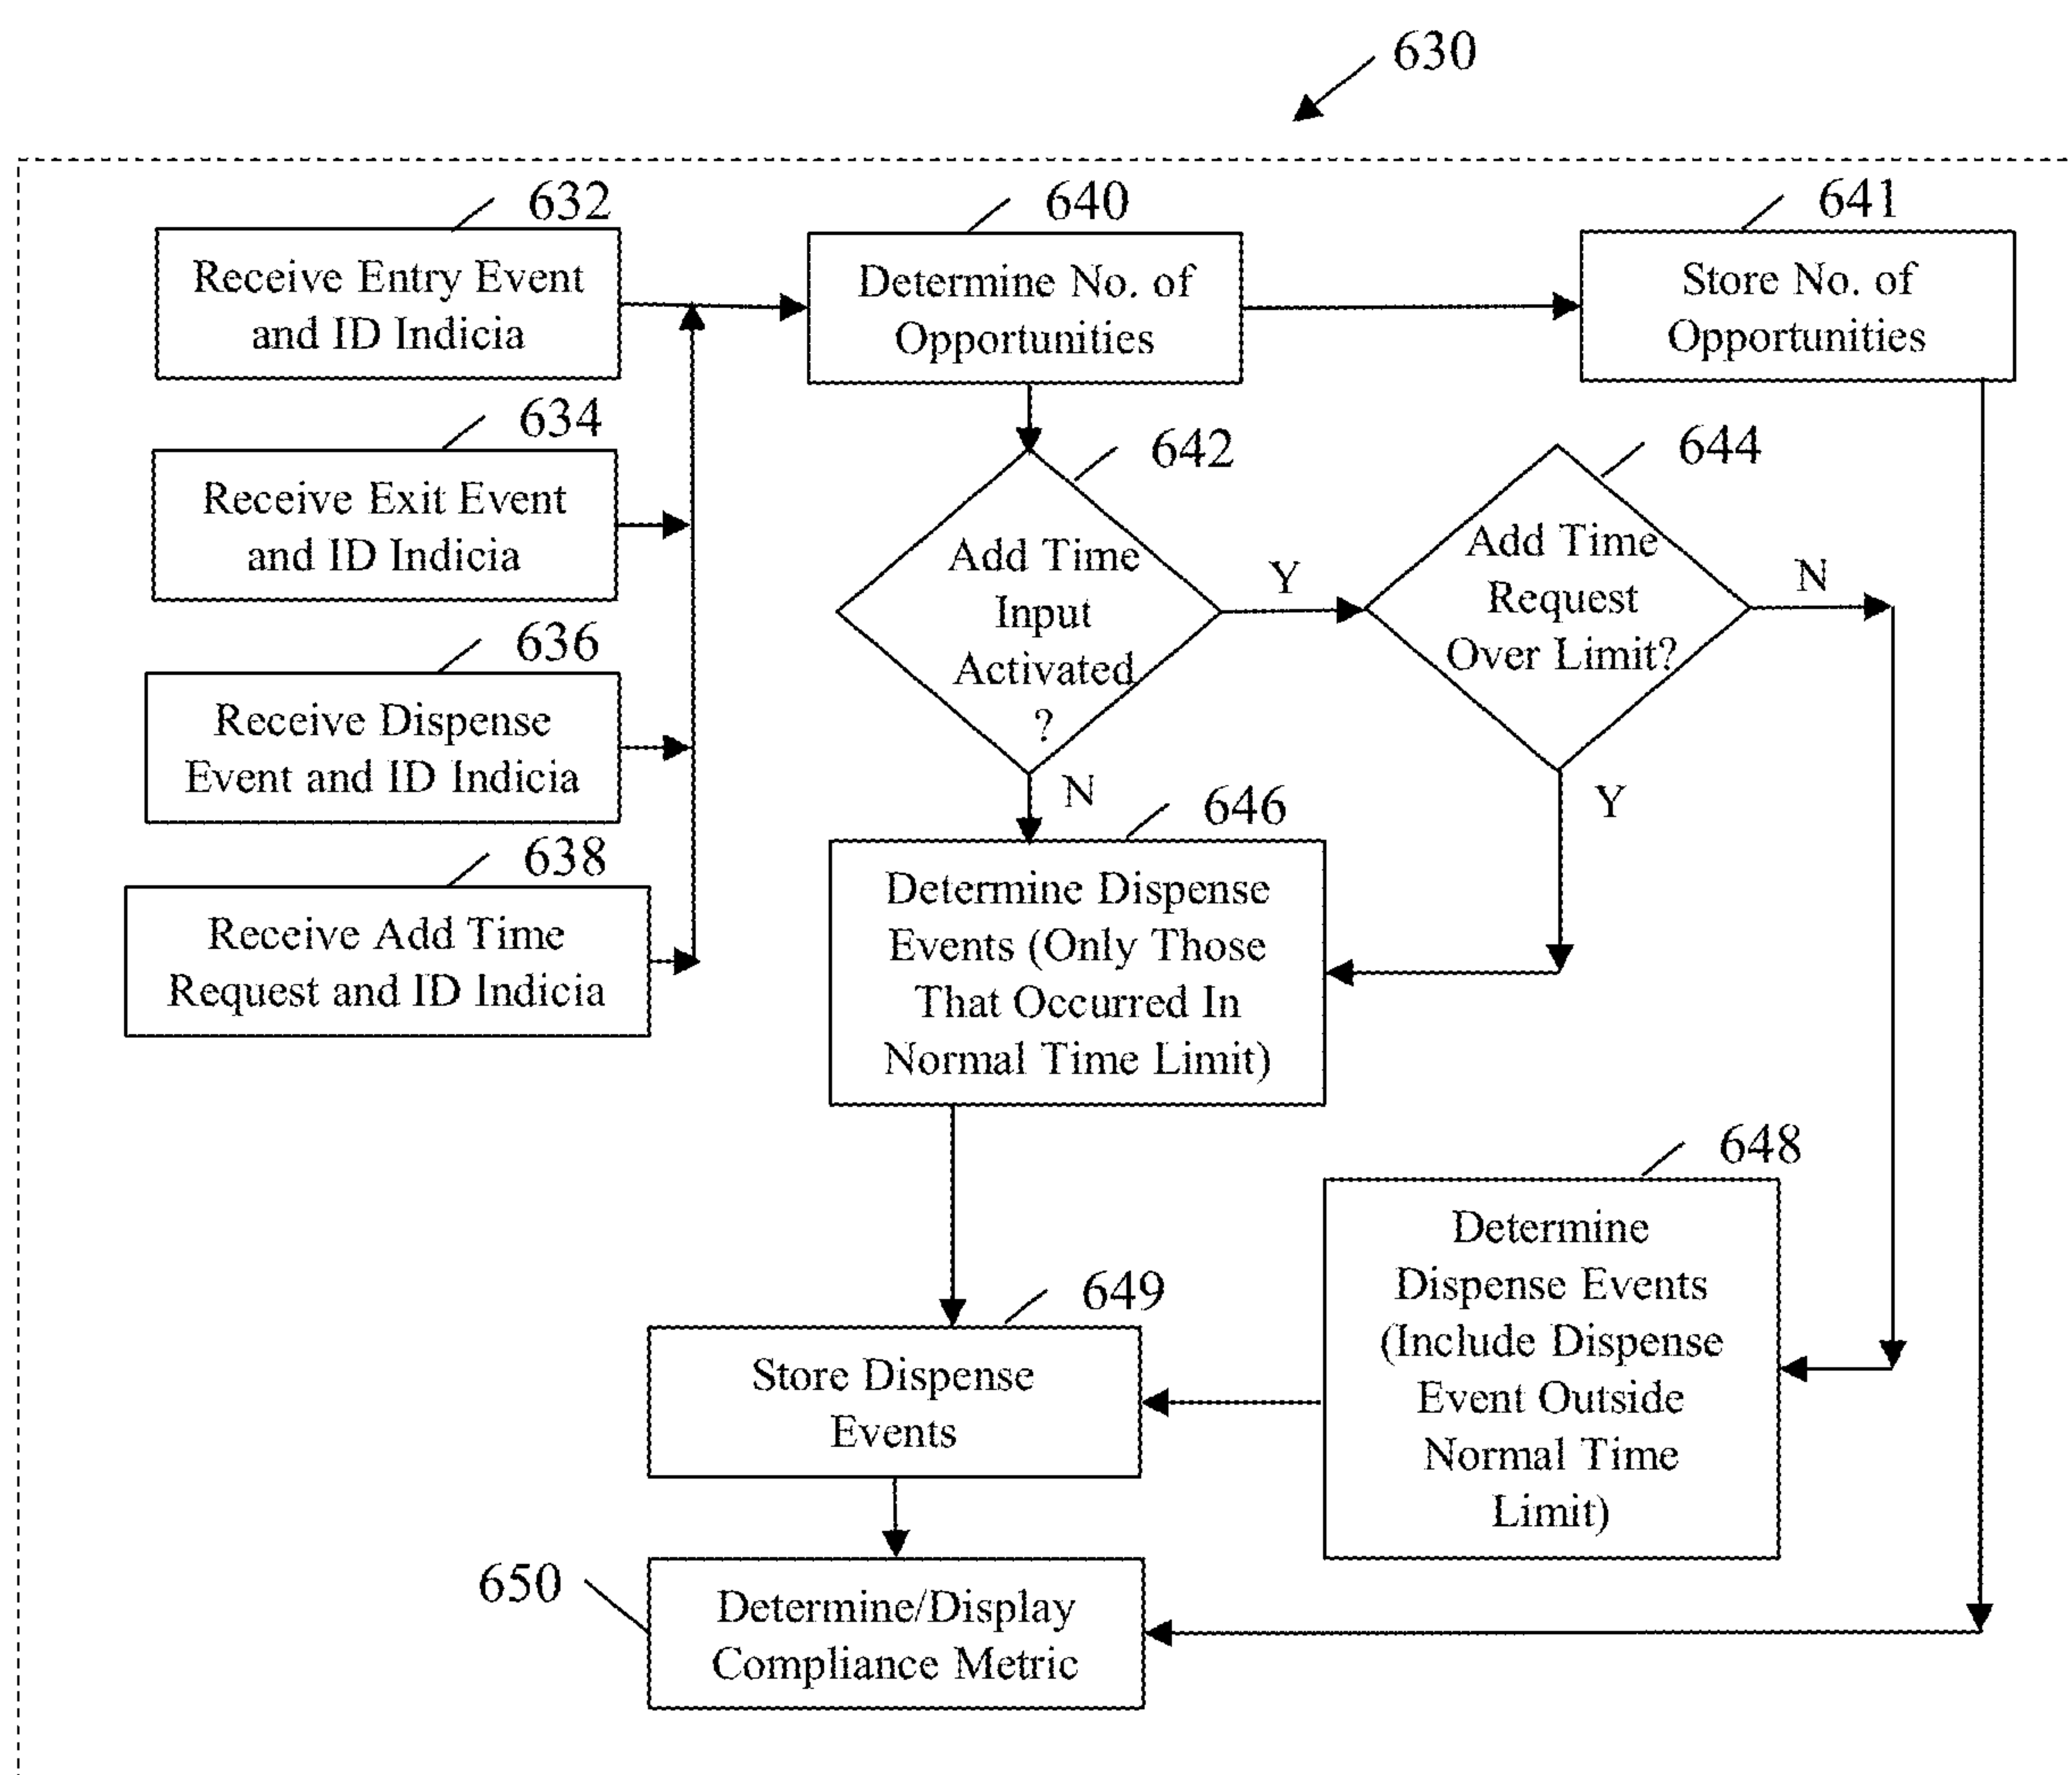 630
632
Receive Entry Event
and ID Indicia
640
Determine No. of
Opportunities
641
Store No. of
Opportunities
634
Receive Exit Event
and ID Indicia
642
Add Time
Input
Activated
?
Y
N
644
Add Time
Request
Over Limit?
N
Y
636
Receive Dispense
Event and ID Indicia
638
Receive Add Time
Request and ID Indicia
646
Determine Dispense
Events (Only Those
That Occurred In
Normal Time Limit)
648
Determine
Dispense Events
(Include Dispense
Event Outside
Normal Time
Limit)
649
Store Dispense
Events
650
Determine/Display
Compliance Metric